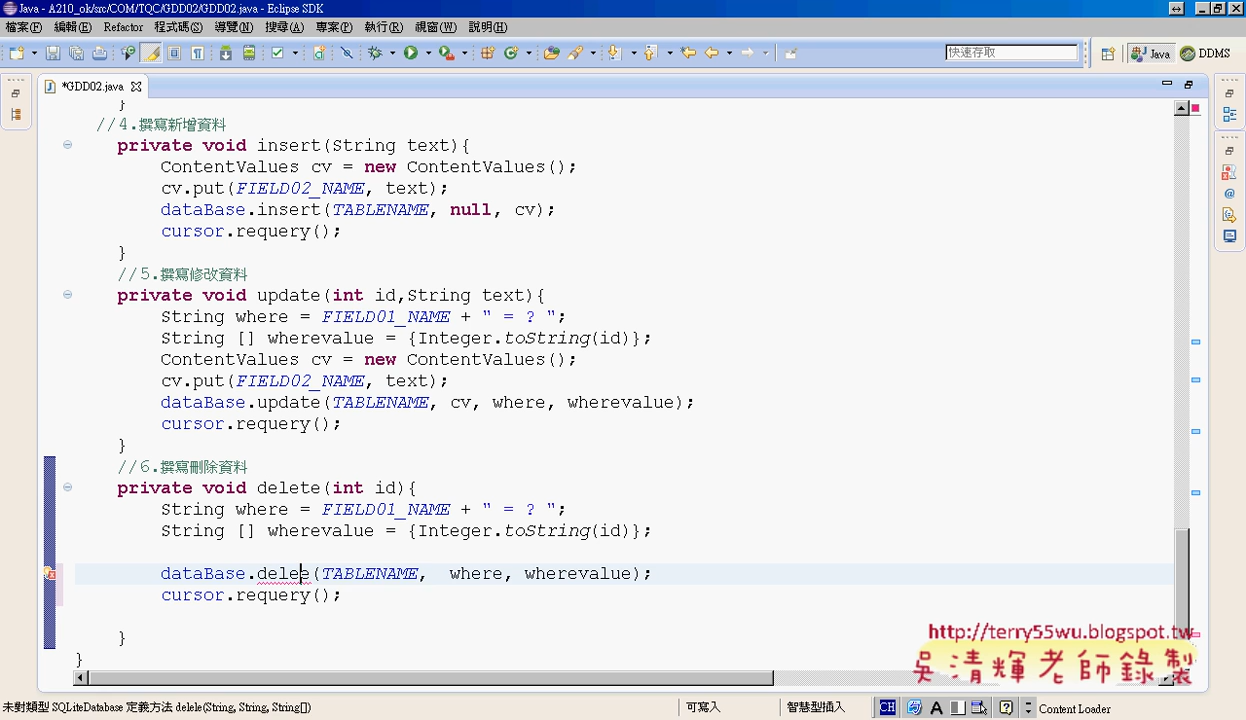 Java - A210_ok/src/COM/TQC/GDD02/GDD02.java - Eclipse SDK
檔案(F) 編輯(E) Refactor 程式碼(S) 導覽(N) 搜尋(A) 專案(P) 執行(R) 視窗(W) 說明(H)
快速存取 Java DDMS
*GDD02.java
}
//4.撰寫新增資料
private void insert(String text){
ContentValues cv = new ContentValues();
cv.put(FIELD02_NAME, text);
dataBase.insert(TABLENAME, null, cv);
cursor.requery();
}
//5.撰寫修改資料
private void update(int id,String text){
String where = FIELD01_NAME + " = ? ";
String [] wherevalue = {Integer.toString(id)};
ContentValues cv = new ContentValues();
cv.put(FIELD02_NAME, text);
dataBase.update(TABLENAME, cv, where, wherevalue);
cursor.requery();
}
//6.撰寫刪除資料
private void delete(int id){
String where = FIELD01_NAME + " = ? ";
String [] wherevalue = {Integer.toString(id)};
dataBase.delee(TABLENAME,  where, wherevalue);
cursor.requery();
}
}
http://terry55wu.blogspot.tw
吳清輝老師錄製
未對類型 SQLiteDatabase 定義方法 delele(String, String, String[]) 可寫入 智慧型插入 CH A Content Loader